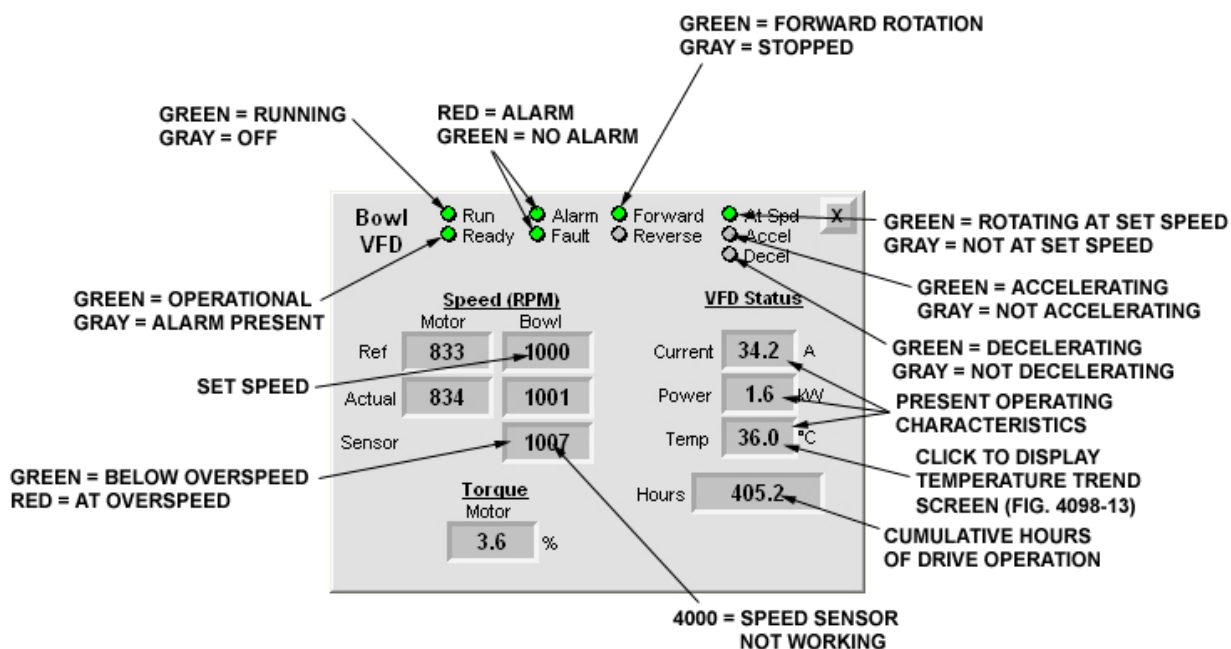 GREEN = FORWARD ROTATION
GRAY = STOPPED
GREEN = RUNNING
GRAY = OFF
RED = ALARM
GREEN = NO ALARM
Bowl
VFD
Run
Ready
Alarm
Fault
Forward
Reverse
At Spd
Accel
Decel
X
GREEN = ROTATING AT SET SPEED
GRAY = NOT AT SET SPEED
GREEN = OPERATIONAL
GRAY = ALARM PRESENT
GREEN = ACCELERATING
GRAY = NOT ACCELERATING
GREEN = DECELERATING
GRAY = NOT DECELERATING
Speed (RPM)
Motor Bowl
Ref 833 1000
Actual 834 1001
Sensor 1007
SET SPEED
GREEN = BELOW OVERSPEED
RED = AT OVERSPEED
Torque
Motor
3.6 %
VFD Status
Current 34.2 A
Power 1.6 kW
Temp 36.0 °C
Hours 405.2
PRESENT OPERATING
CHARACTERISTICS
CLICK TO DISPLAY
TEMPERATURE TREND
SCREEN (FIG. 4098-13)
CUMULATIVE HOURS
OF DRIVE OPERATION
4000 = SPEED SENSOR
NOT WORKING